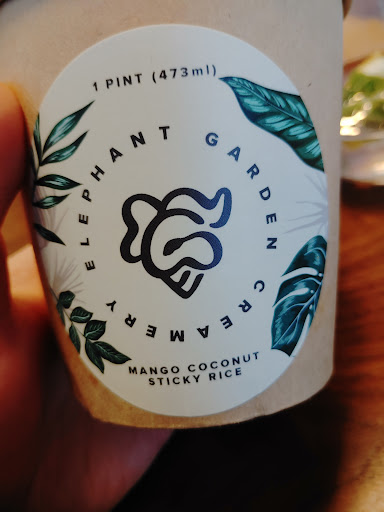 1 PINT (473ml)
ELEPHANT GARDEN CREAMERY
MANGO COCONUT
STICKY RICE